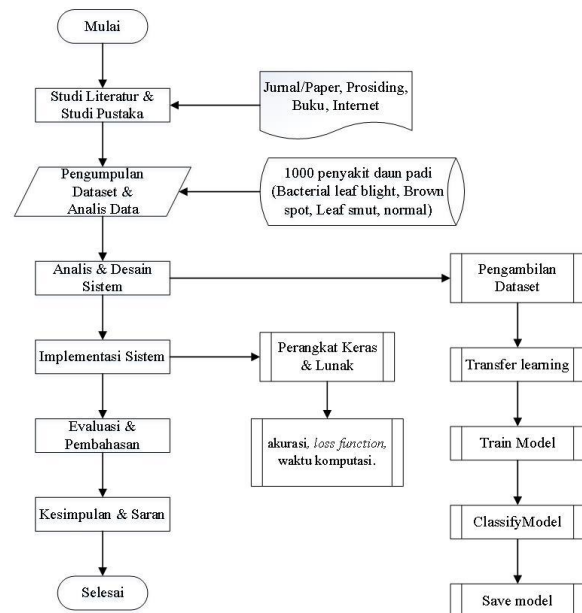 Mulai
Studi Literatur &
Studi Pustaka
Jurnal/Paper, Prosiding,
Buku, Internet
Pengumpulan
Dataset &
Analis Data
1000 penyakit daun padi
(Bacterial leaf blight, Brown
spot, Leaf smut, normal)
Analis & Desain
Sistem
Pengambilan
Dataset
Implementasi Sistem
Perangkat Keras
& Lunak
Transfer learning
Evaluasi &
Pembahasan
akurasi, loss function,
waktu komputasi.
Train Model
Kesimpulan & Saran
ClassifyModel
Selesai
Save model